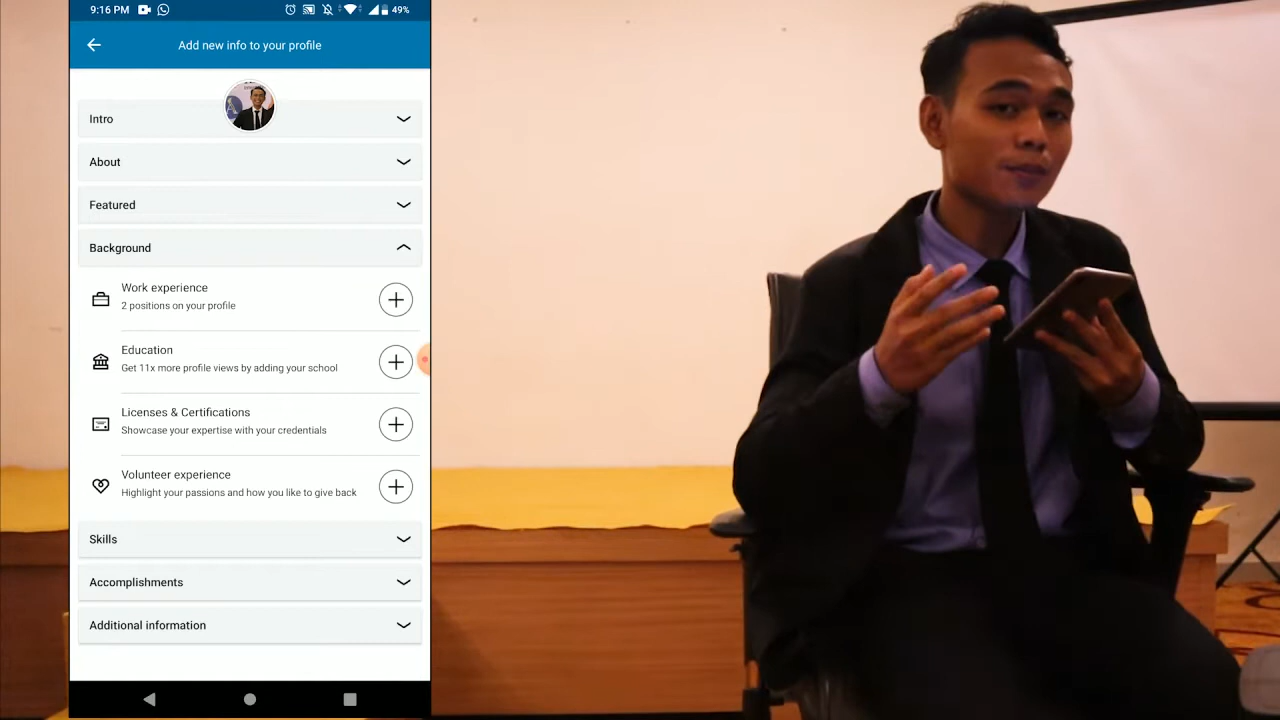 9:16 PM
49%
Add new info to your profile
Intro
About
Featured
Background
Work experience
2 positions on your profile
Education
Get 11x more profile views by adding your school
Licenses & Certifications
Showcase your expertise with your credentials
Volunteer experience
Highlight your passions and how you like to give back
Skills
Accomplishments
Additional information